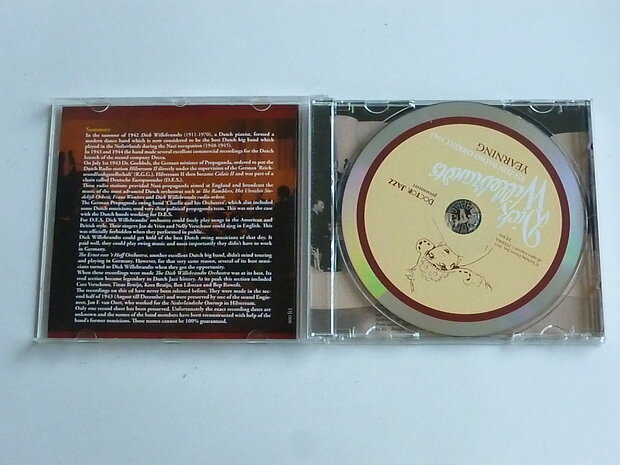 Summary
In the summer of 1942 Dick Willebrandts (1911-1970), a Dutch pianist, formed a
modern dance band which is now considered to be the best Dutch big band which
played in the Netherlands during the Nazi occupation (1940-1945).
In 1943 and 1944 the band made several excellent commercial recordings for the Dutch
branch of the record company Decca.
On July 1st 1943 Dr. Goebbels, the German minister of Propaganda, ordered to put the
Dutch Radio station Hilversum II directly under the supervision of the German "Reich-
srundfunkgesellschaft" (R.R.G.). Hilversum II then became Calais II and was part of a
chain called Deutsche Europasender (D.E.S.).
These radio stations provided Nazi-propaganda aimed at England and broadcast the
music of the most advanced Dutch orchestras such as The Ramblers, Het Utrechts Ste-
delijk Orkest, Frans Wouters and Dick Willebrandts radio-orkest.
The German Propaganda swing band 'Charlie and his Orchestra', which also included
some Dutch musicians, used very clear political propaganda texts. This was not the case
with the Dutch bands working for D.E.S.
For D.E.S. Dick Willebrandts' orchestra could freely play songs in the American and
British style. Their singers Jan de Vries and Nelly Verschuur could sing in English. This
was officially forbidden when they performed in public.
Dick Willebrandts could get hold of the best Dutch swing musicians of that day. It
paid well, they could play swing music and most importantly they didn't have to work
in Germany.
The Ernst van 't Hoff Orchestra, another excellent Dutch big band, didn't mind touring
and playing in Germany. However, for that very same reason, several of its best musi-
cians turned to Dick Willebrandts when they got the opportunity.
When these recordings were made The Dick Willebrandts Orchestra was at its best. Its
reed section became legendary in Dutch Jazz history. At its peak this section included
Cees Verschoor, Tinus Bruijn, Kees Bruijn, Ben Libosan and Bep Rowold.
The recordings on this cd have never been released before. They were made in the sec-
ond half of 1943 (August till December) and were preserved by one of the sound Engi-
neers, Jan F. van Oort, who worked for the Nederlandsche Omroep in Hilversum.
Only one record sheet has been preserved. Unfortunately the exact recording dates are
unknown and the names of the band members have been reconstructed with help of the
band's former musicians. These names cannot be 100% guaranteed.
DOCTOR JAZZ
presenteert
Dick
Willebrandts
YEARNING